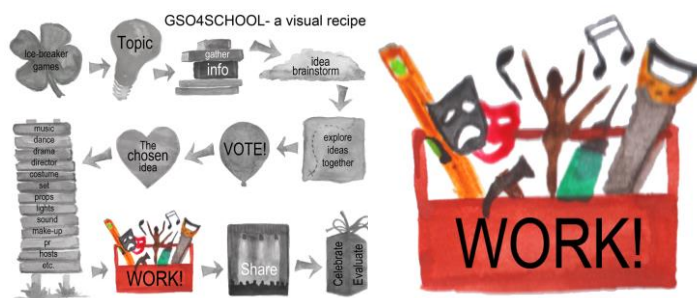 GSO4SCHOOL- a visual recipe
Ice-breaker
games
Topic
gather
info
idea
brainstorm
explore
ideas
together
VOTE!
The
chosen
idea
music
dance
drama
director
costume
set
props
lights
sound
make-up
pr
hosts
etc.
WORK!
Share
Celebrate
Evaluate
WORK!